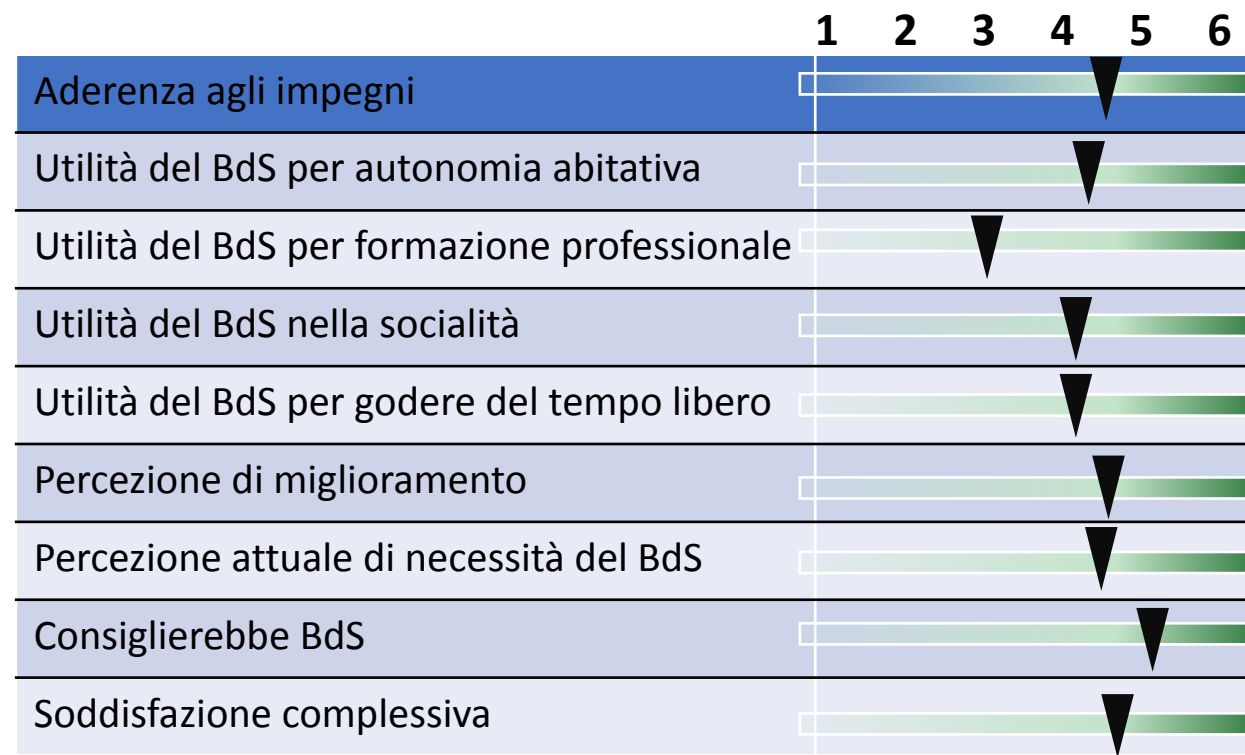 1 2 3 4 5 6
Aderenza agli impegni
Utilità del BdS per autonomia abitativa
Utilità del BdS per formazione professionale
Utilità del BdS nella socialità
Utilità del BdS per godere del tempo libero
Percezione di miglioramento
Percezione attuale di necessità del BdS
Consiglierebbe BdS
Soddisfazione complessiva